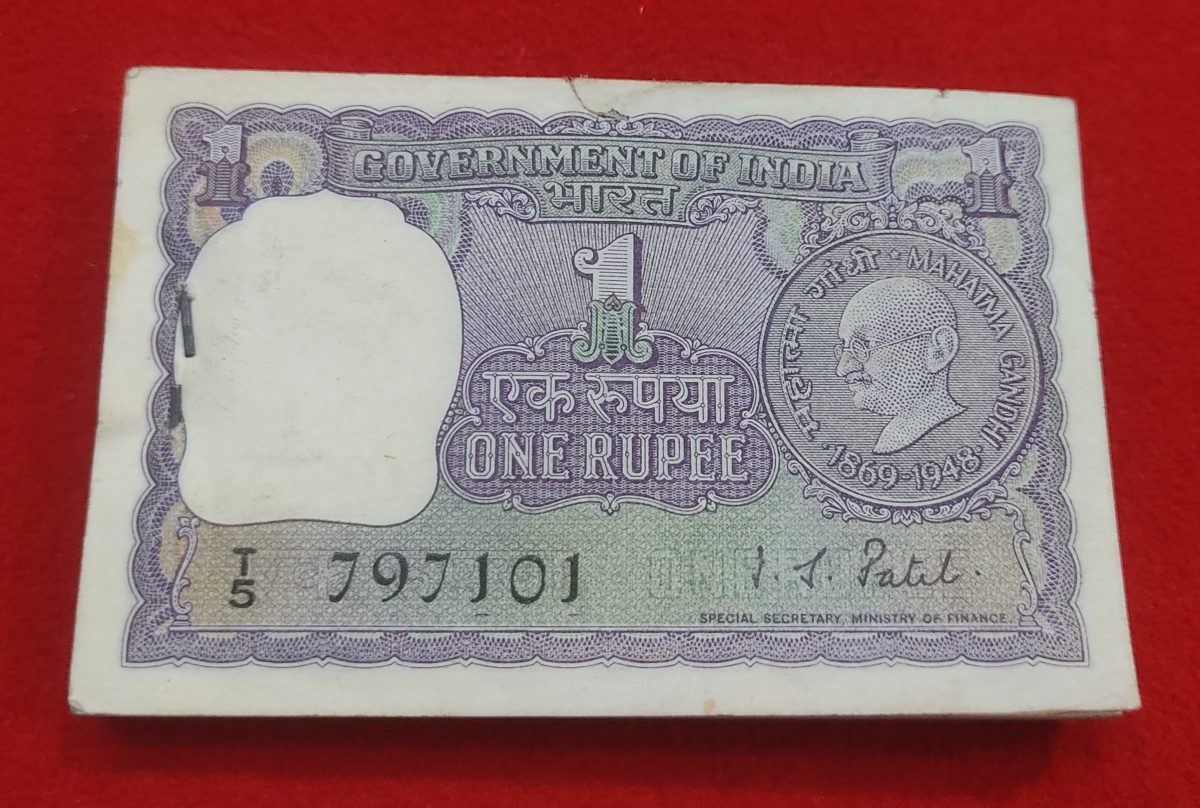 1 1
GOVERNMENT OF INDIA
भारत
1
एक रुपया
ONE RUPEE
महात्मा गांधी • MAHATMA GANDHI
• 1869-1948 •
T/5 797101
Patel.
SPECIAL SECRETARY, MINISTRY OF FINANCE.